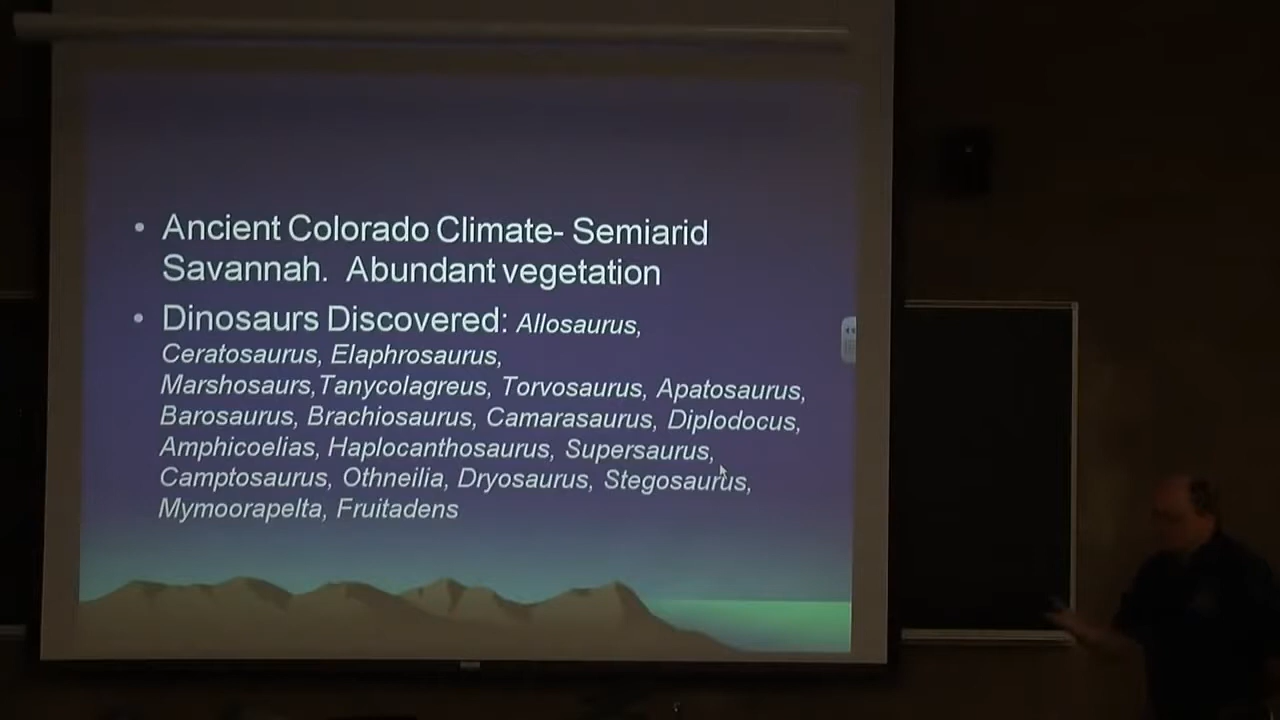 • Ancient Colorado Climate- Semiarid
Savannah. Abundant vegetation
• Dinosaurs Discovered: Allosaurus,
Ceratosaurus, Elaphrosaurus,
Marshosaurs,Tanycolagreus, Torvosaurus, Apatosaurus,
Barosaurus, Brachiosaurus, Camarasaurus, Diplodocus,
Amphicoelias, Haplocanthosaurus, Supersaurus,
Camptosaurus, Othneilia, Dryosaurus, Stegosaurus,
Mymoorapelta, Fruitadens